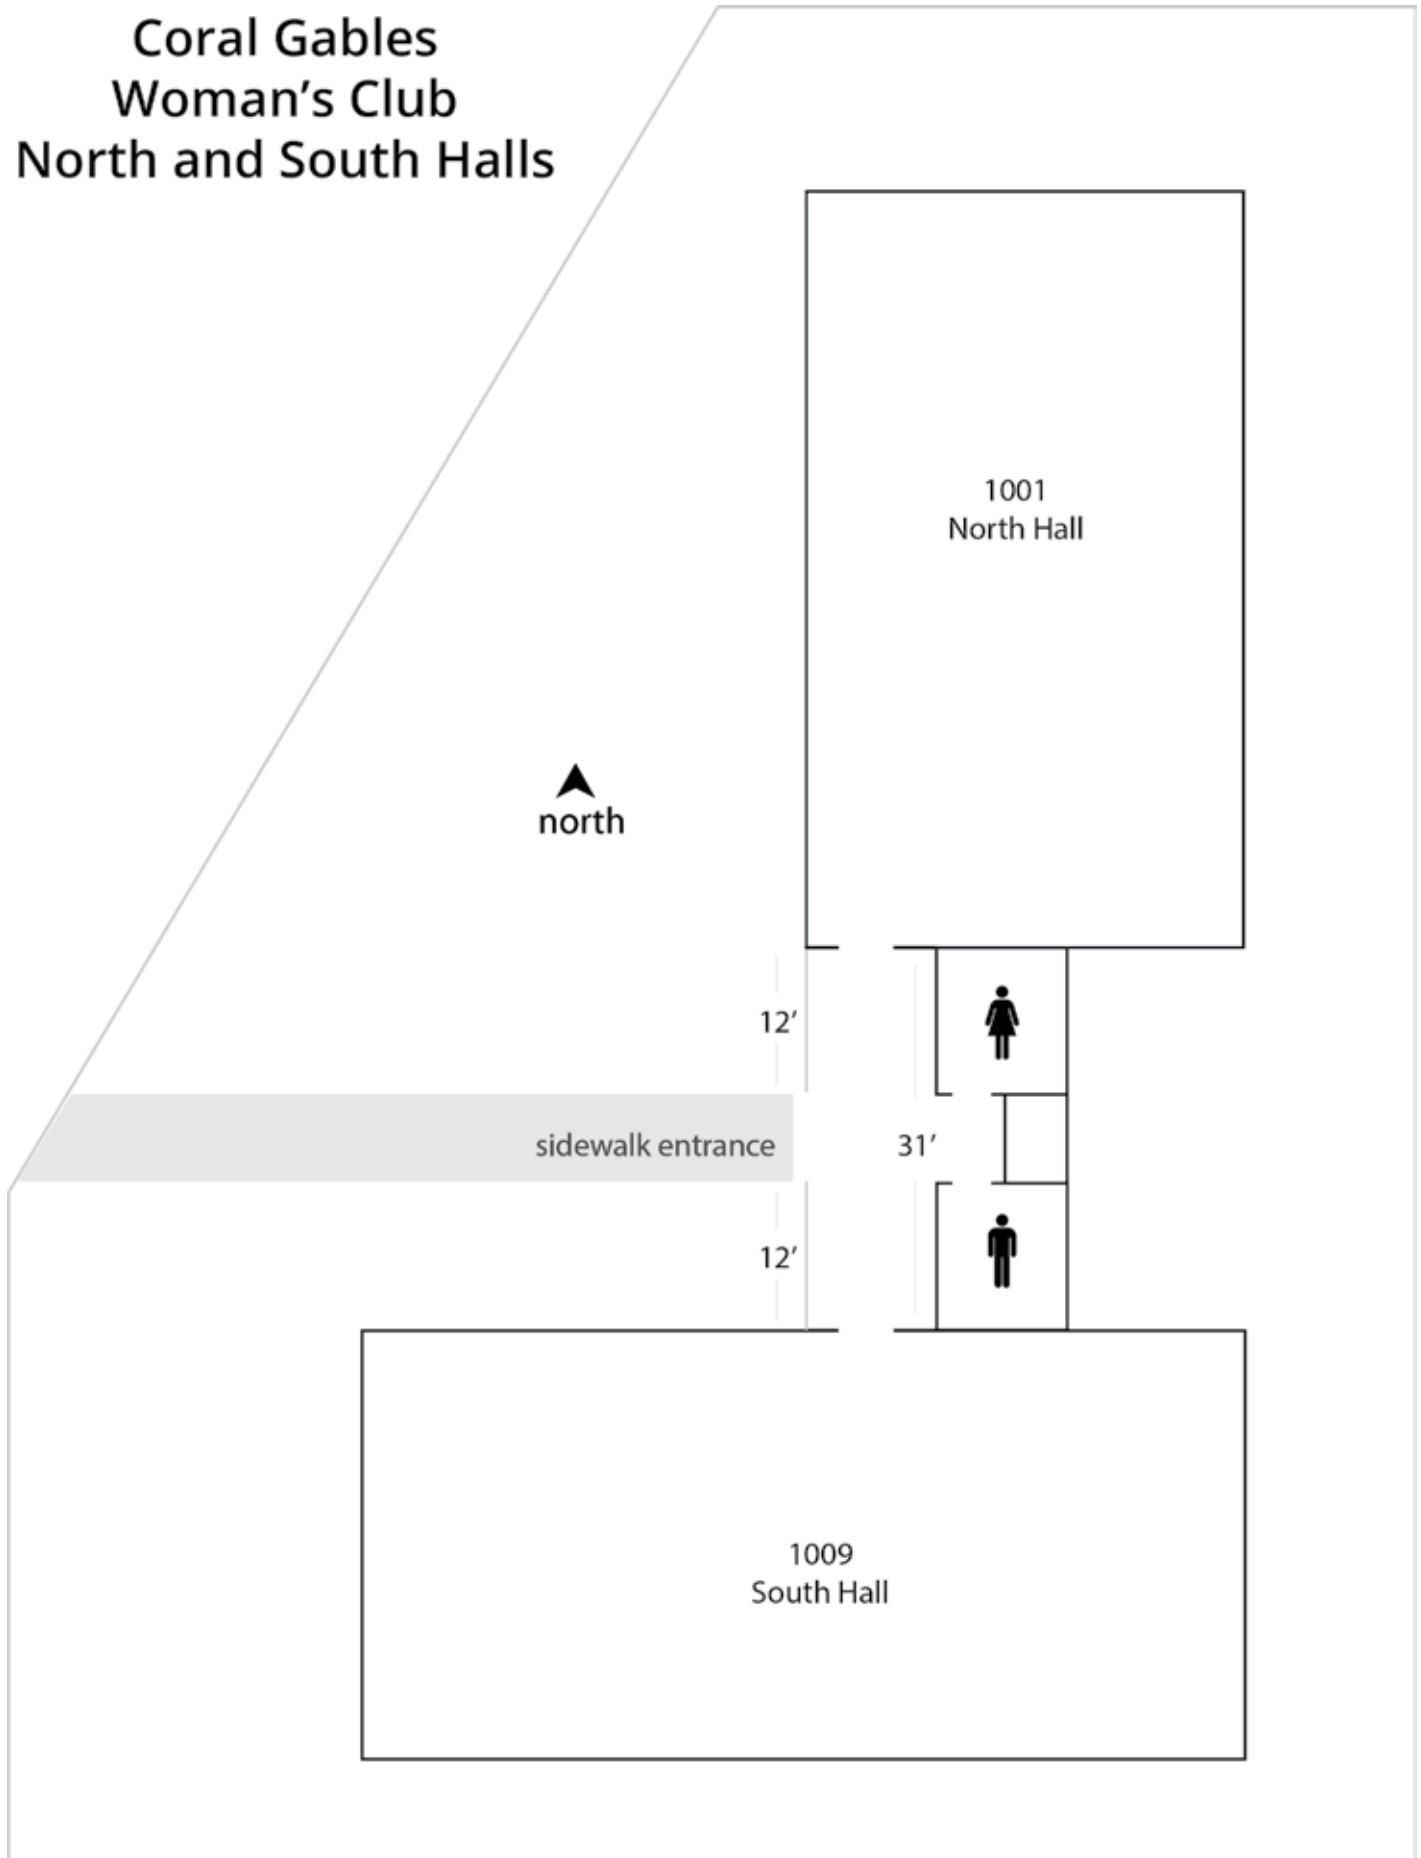 Coral Gables
Woman’s Club
North and South Halls
1001
North Hall
north
12′
sidewalk entrance
31′
12′
1009
South Hall